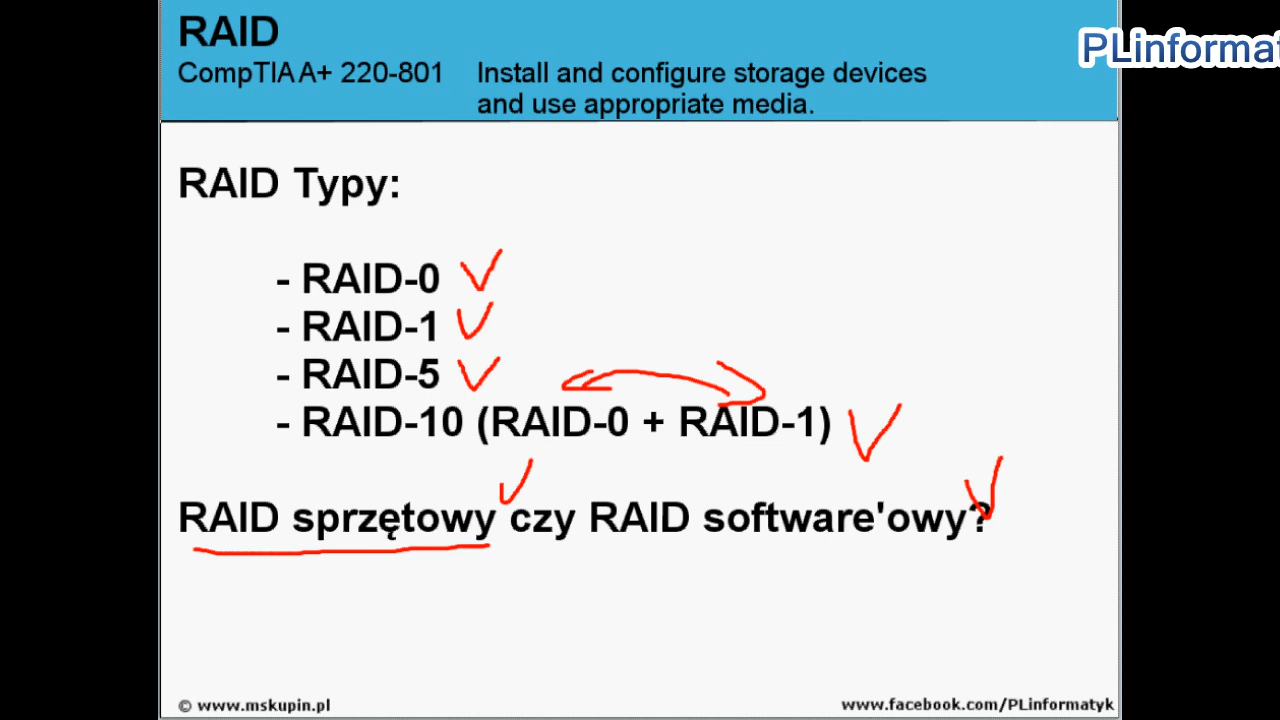 RAID
CompTIA A+ 220-801 Install and configure storage devices
and use appropriate media.
PLinformat
RAID Typy:
- RAID-0
- RAID-1
- RAID-5
- RAID-10 (RAID-0 + RAID-1)
RAID sprzętowy czy RAID software'owy?
© www.mskupin.pl
www.facebook.com/PLinformatyk